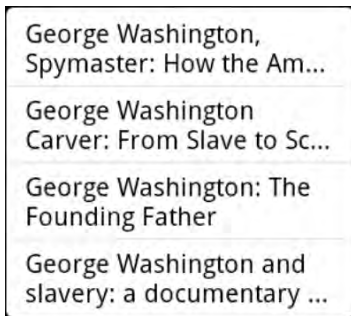 George Washington,
Spymaster: How the Am...
George Washington
Carver: From Slave to Sc...
George Washington: The
Founding Father
George Washington and
slavery: a documentary ...